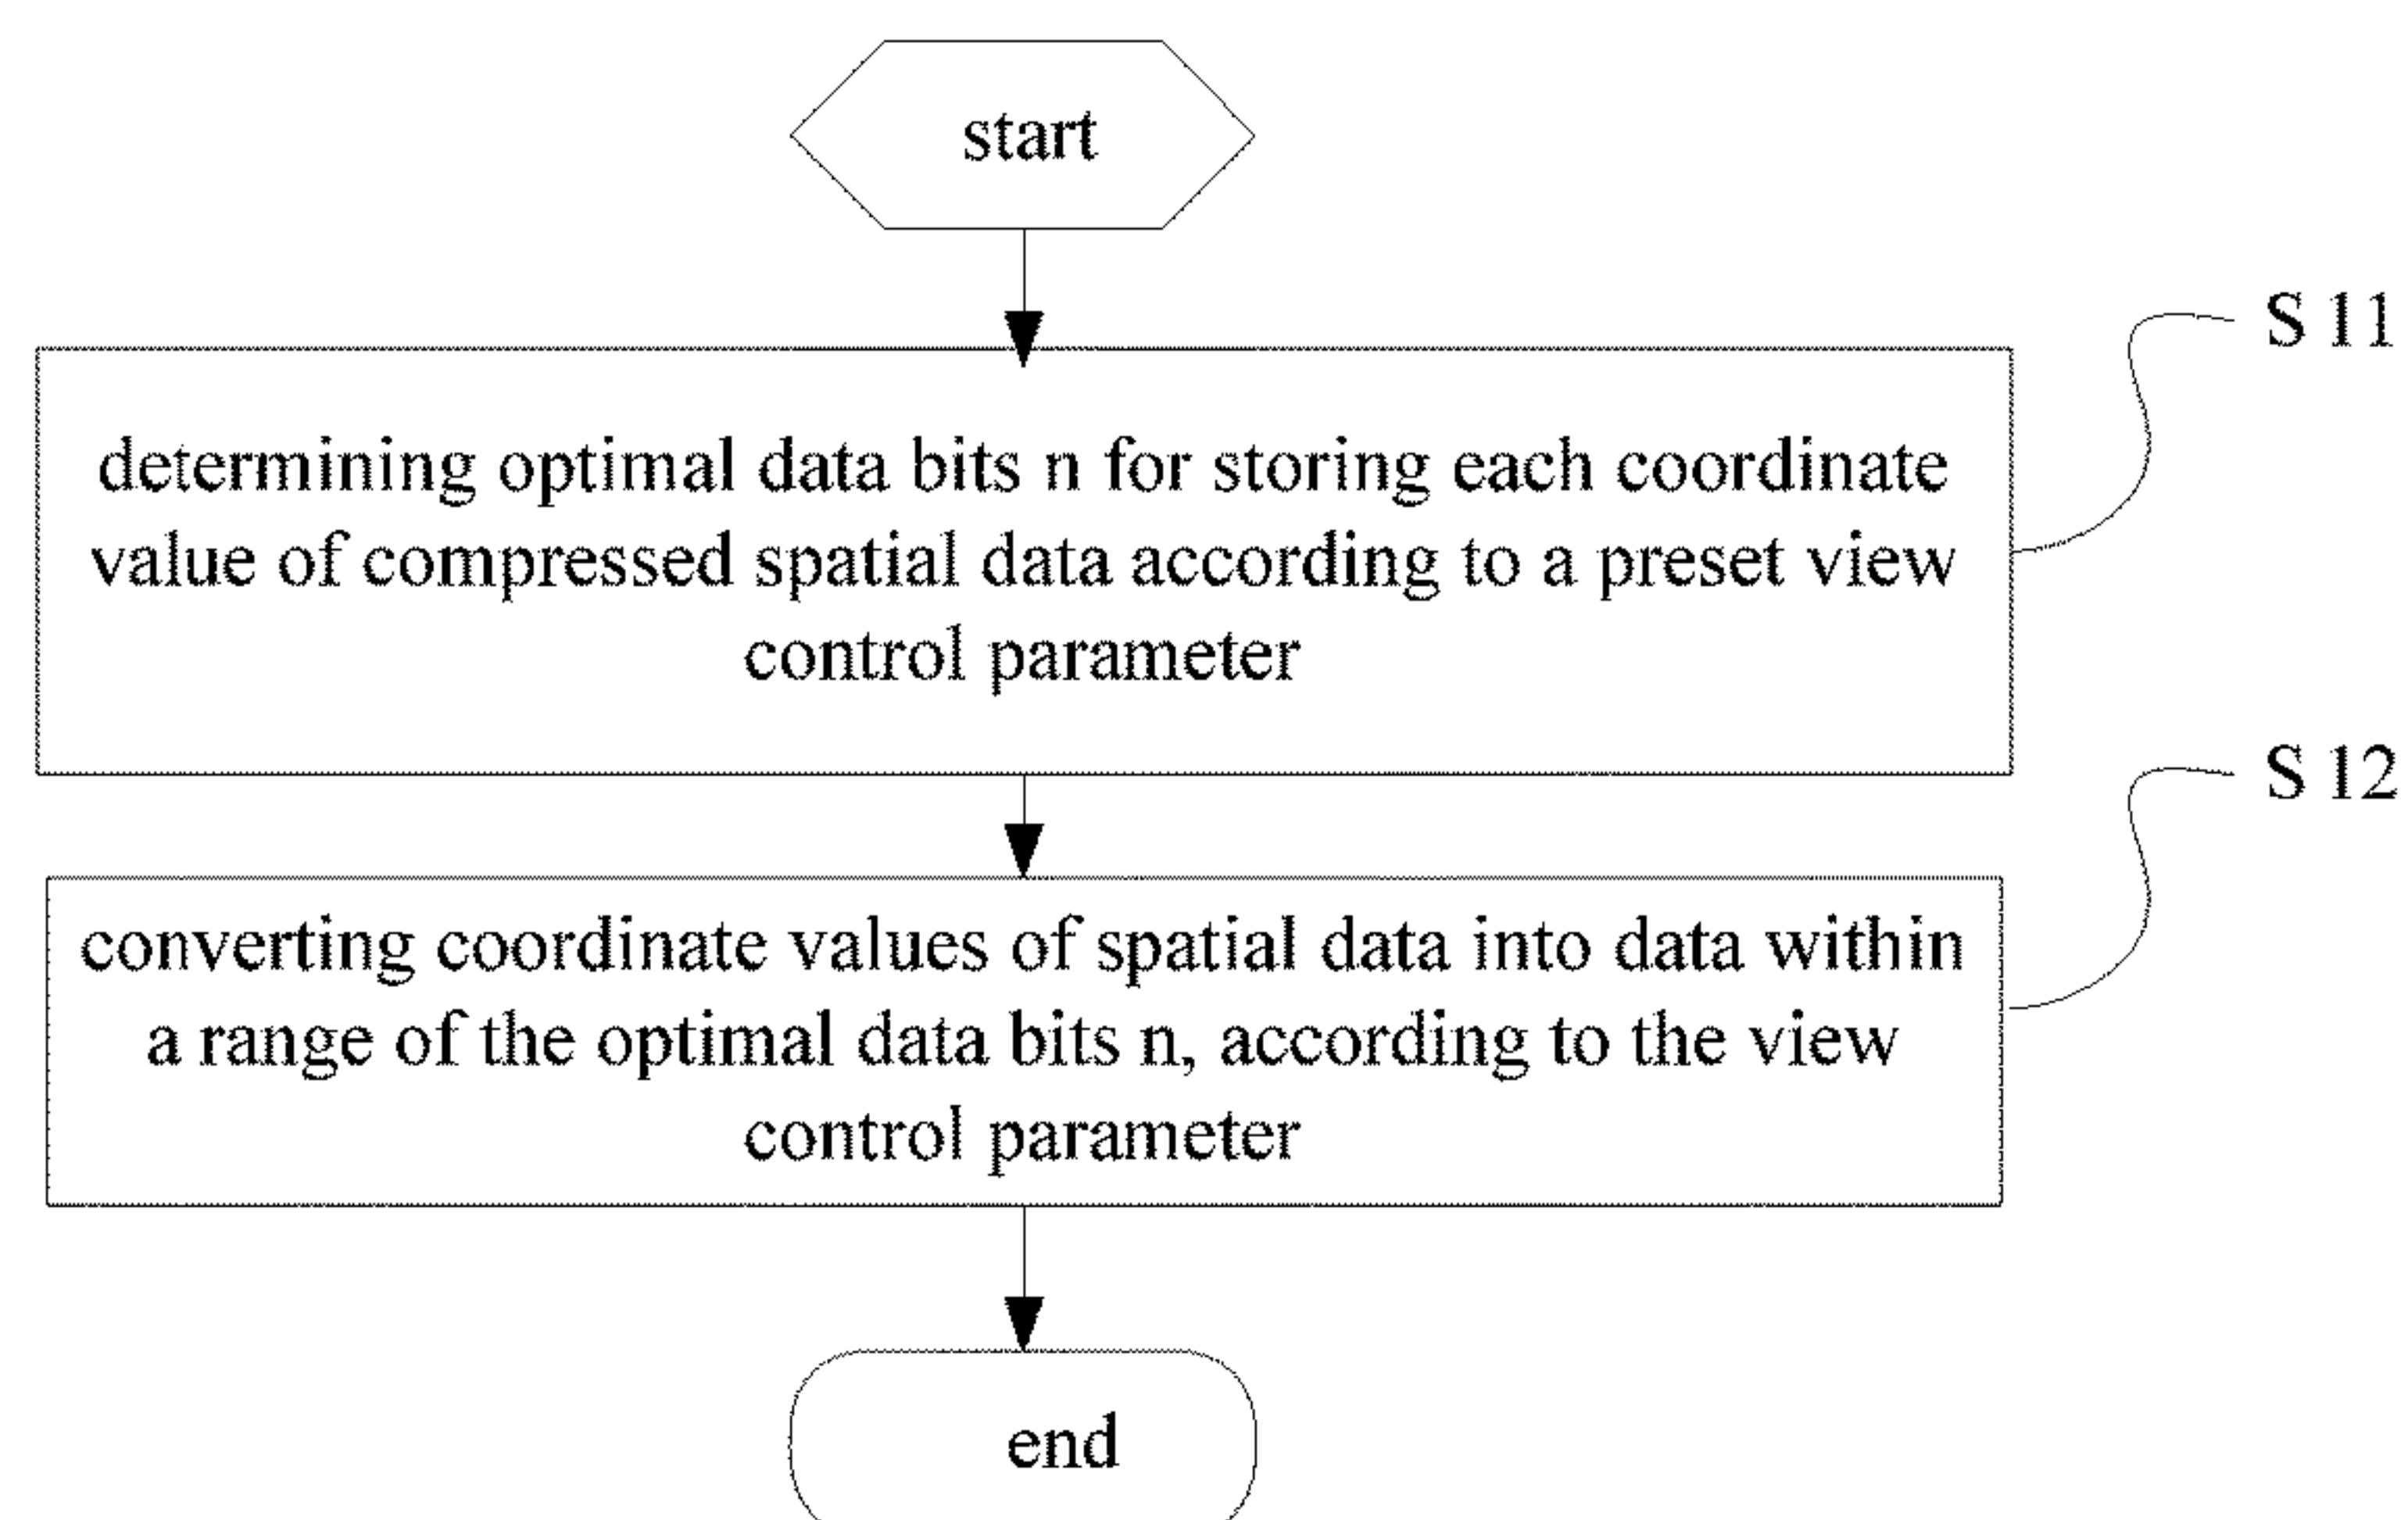 start
S 11
determining optimal data bits n for storing each coordinate
value of compressed spatial data according to a preset view
control parameter
S 12
converting coordinate values of spatial data into data within
a range of the optimal data bits n, according to the view
control parameter
end